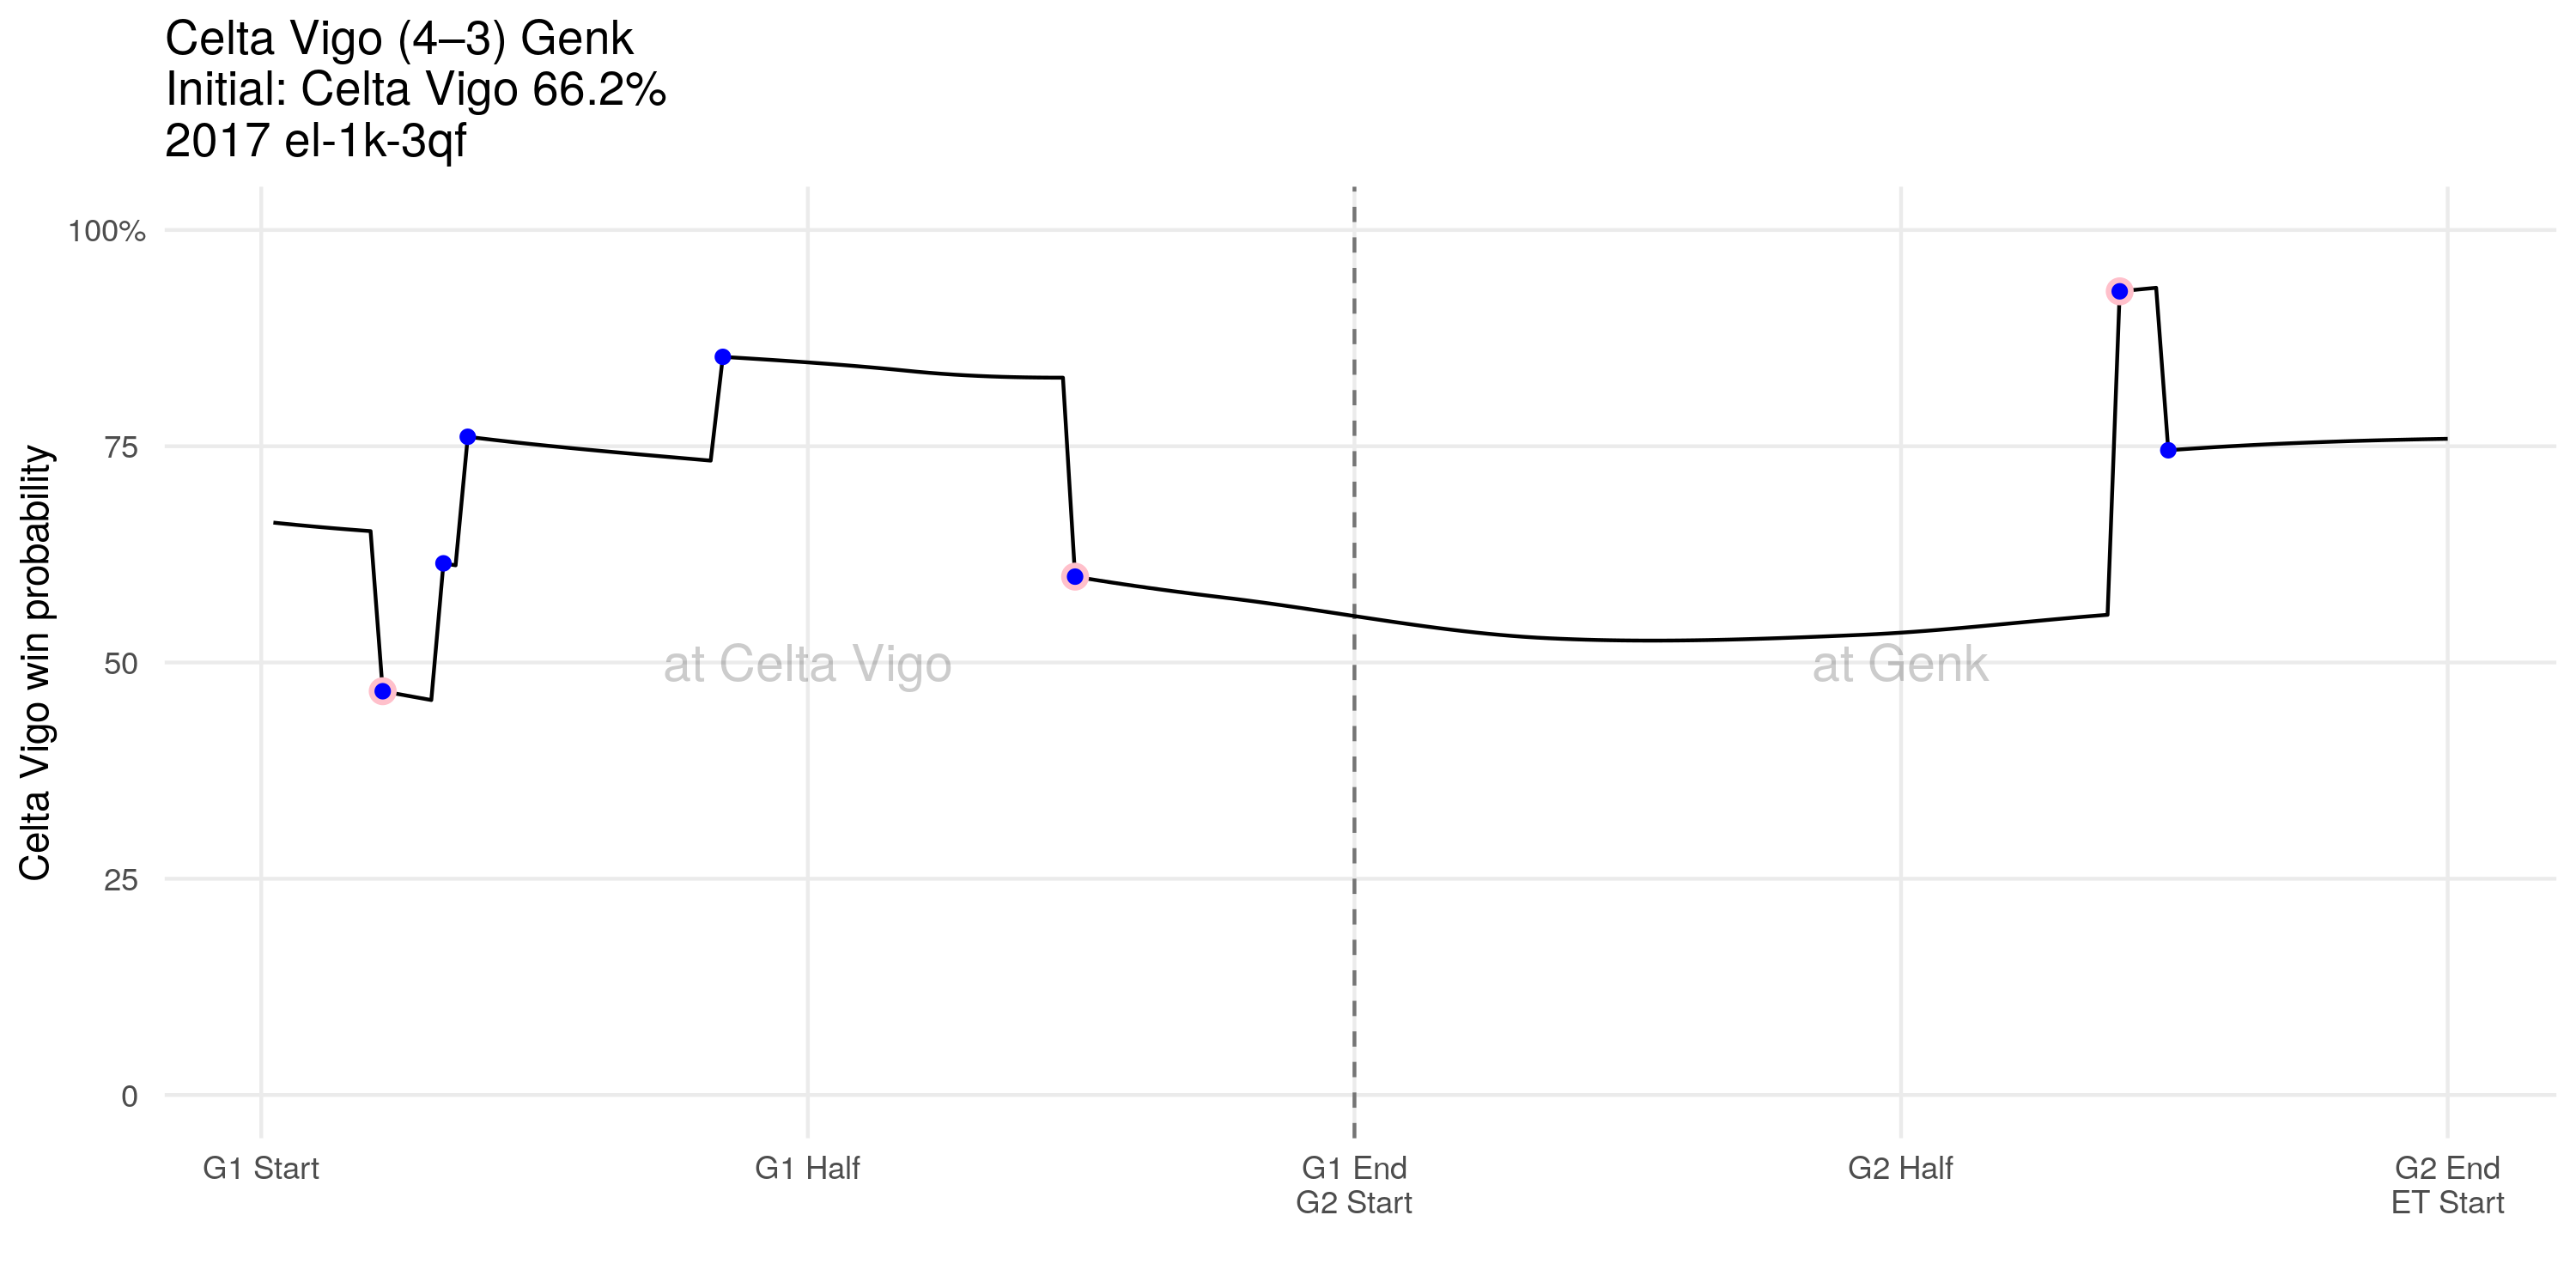 Celta Vigo (4–3) Genk
Initial: Celta Vigo 66.2%
2017 el-1k-3qf
Celta Vigo win probability
100%
75
50
25
0
at Celta Vigo
at Genk
G1 Start
G1 Half
G1 End
G2 Start
G2 Half
G2 End
ET Start